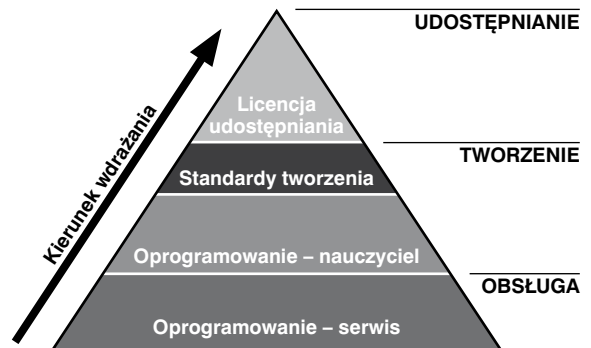 UDOSTĘPNIANIE
Licencja
udostępniania
TWORZENIE
Standardy tworzenia
Kierunek wdrażania
Oprogramowanie – nauczyciel
OBSŁUGA
Oprogramowanie – serwis